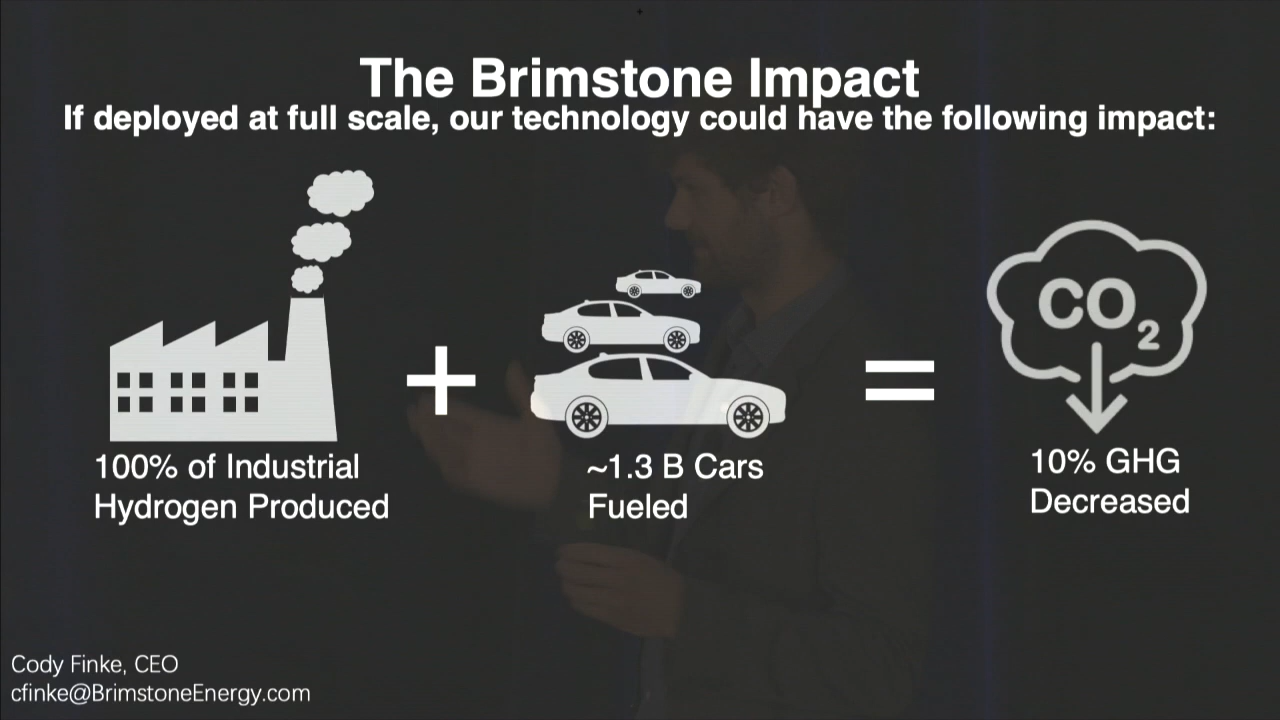 The Brimstone Impact
If deployed at full scale, our technology could have the following impact:
CO2
100% of Industrial
Hydrogen Produced
+
~1.3 B Cars
Fueled
=
10% GHG
Decreased
Cody Finke, CEO
cfinke@BrimstoneEnergy.com